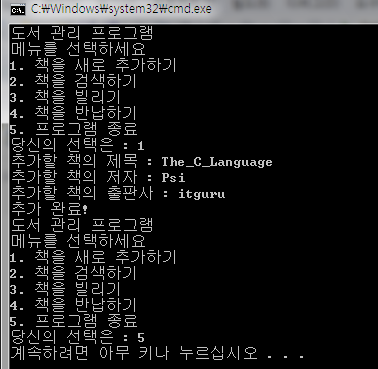 C:\Windows\system32\cmd.exe
도서 관리 프로그램
메뉴를 선택하세요
1. 책을 새로 추가하기
2. 책을 검색하기
3. 책을 빌리기
4. 책을 반납하기
5. 프로그램 종료
당신의 선택은 : 1
추가할 책의 제목 : The_C_Language
추가할 책의 저자 : Psi
추가할 책의 출판사 : itguru
추가 완료!
도서 관리 프로그램
메뉴를 선택하세요
1. 책을 새로 추가하기
2. 책을 검색하기
3. 책을 빌리기
4. 책을 반납하기
5. 프로그램 종료
당신의 선택은 : 5
계속하려면 아무 키나 누르십시오 . . .